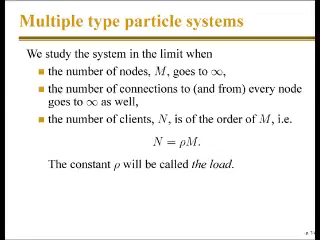 Multiple type particle systems
We study the system in the limit when
the number of nodes, M, goes to ∞,
the number of connections to (and from) every node
goes to ∞ as well,
the number of clients, N, is of the order of M, i.e.
N = ρM.
The constant ρ will be called the load.